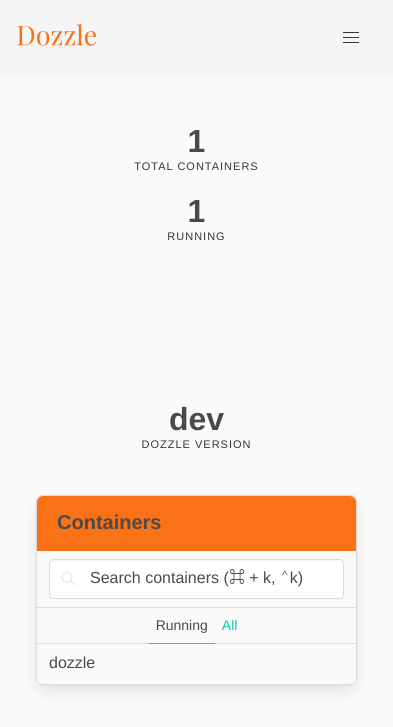 Dozzle
1
TOTAL CONTAINERS
1
RUNNING
dev
DOZZLE VERSION
Containers
Search containers (⌘ + k, ⌃k)
Running All
dozzle